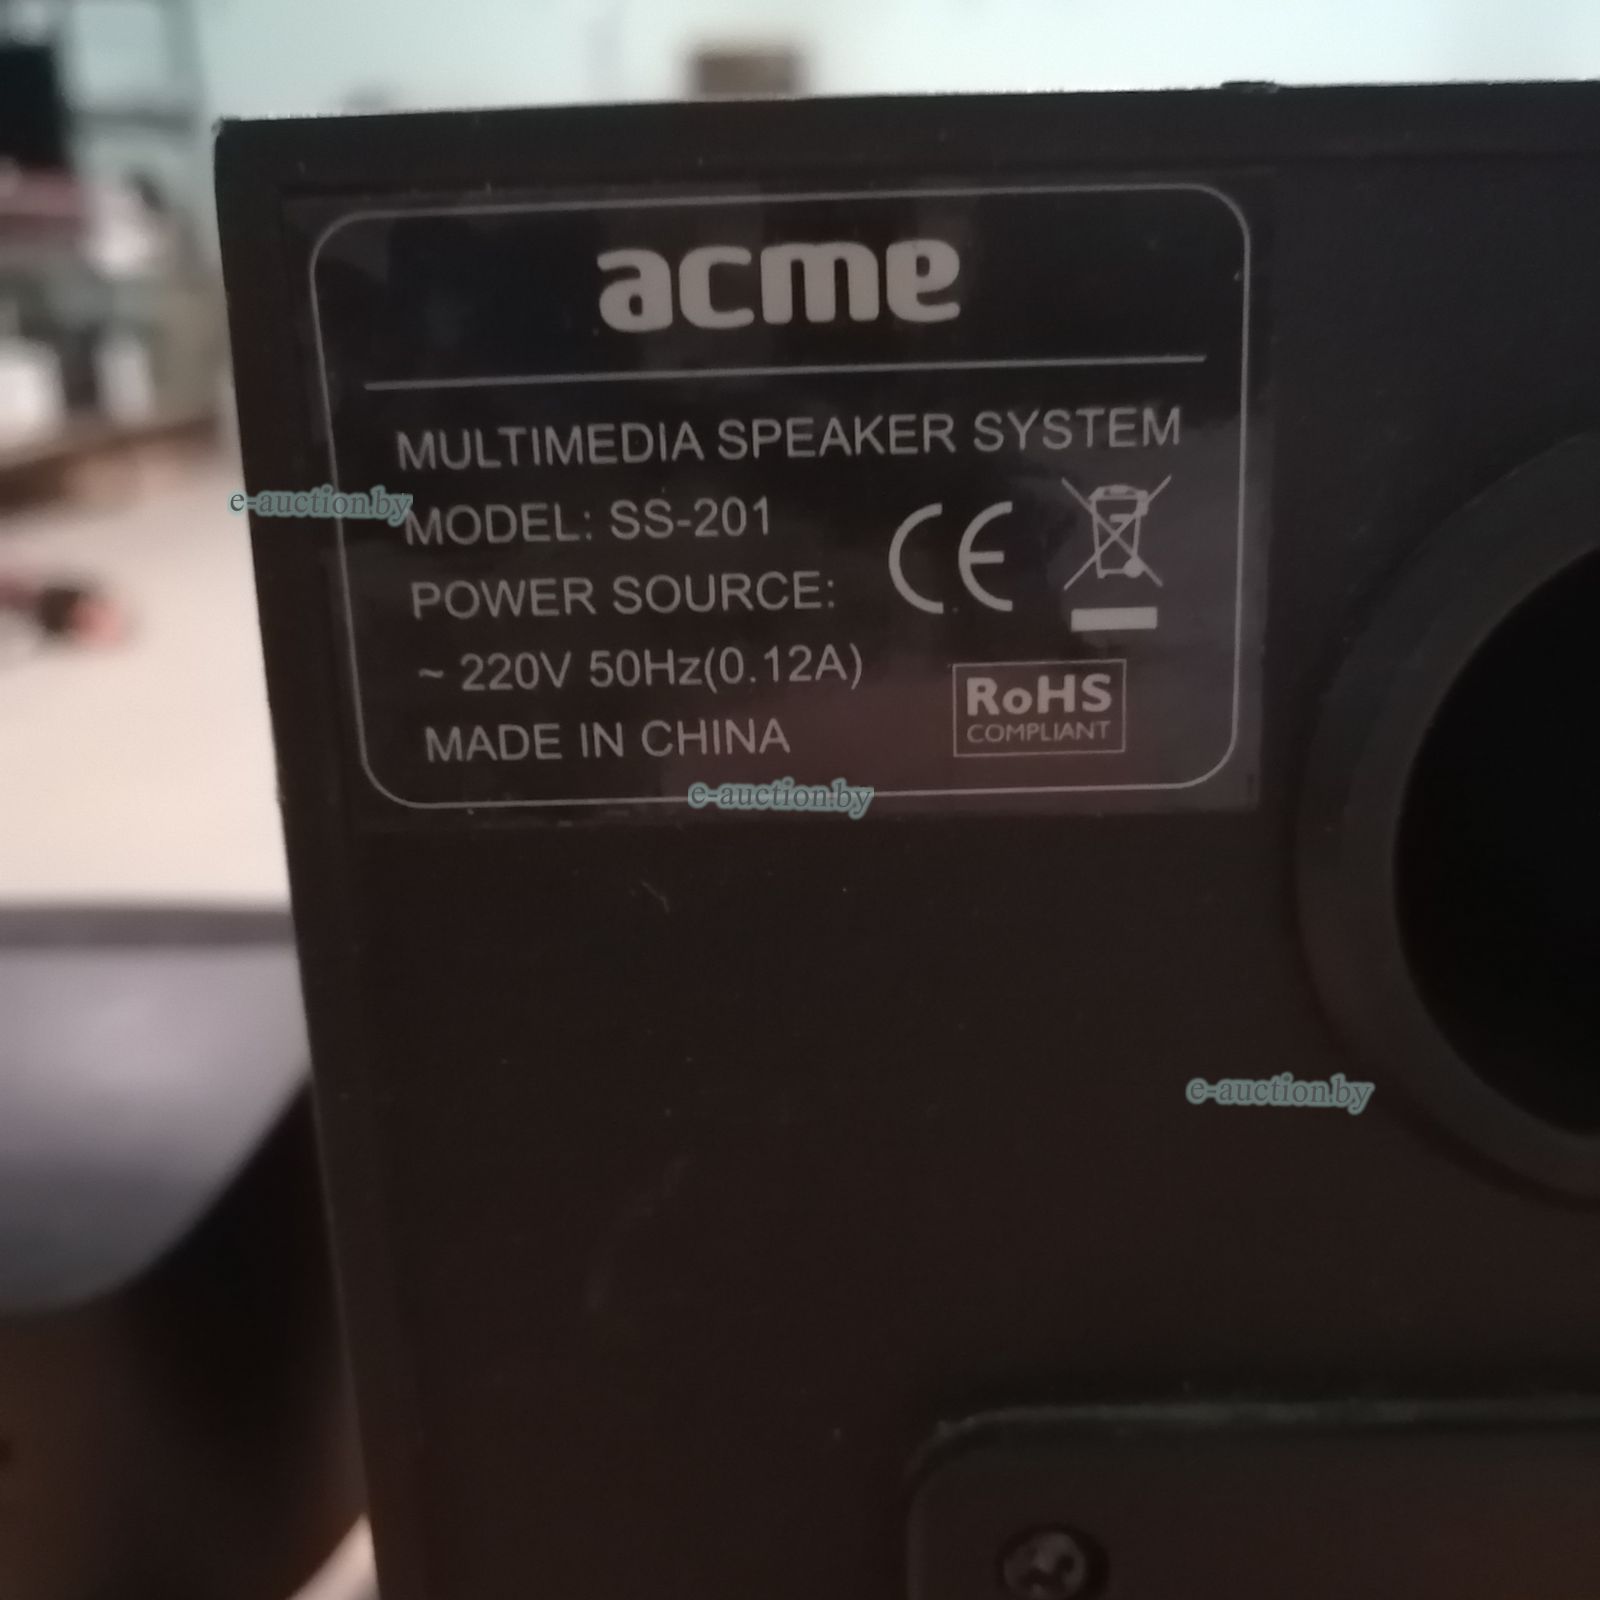 acme
MULTIMEDIA SPEAKER SYSTEM
e-auction.by
MODEL: SS-201
POWER SOURCE:
~ 220V 50Hz(0.12A)
MADE IN CHINA
CE
RoHS
COMPLIANT
e-auction.by
e-auction.by